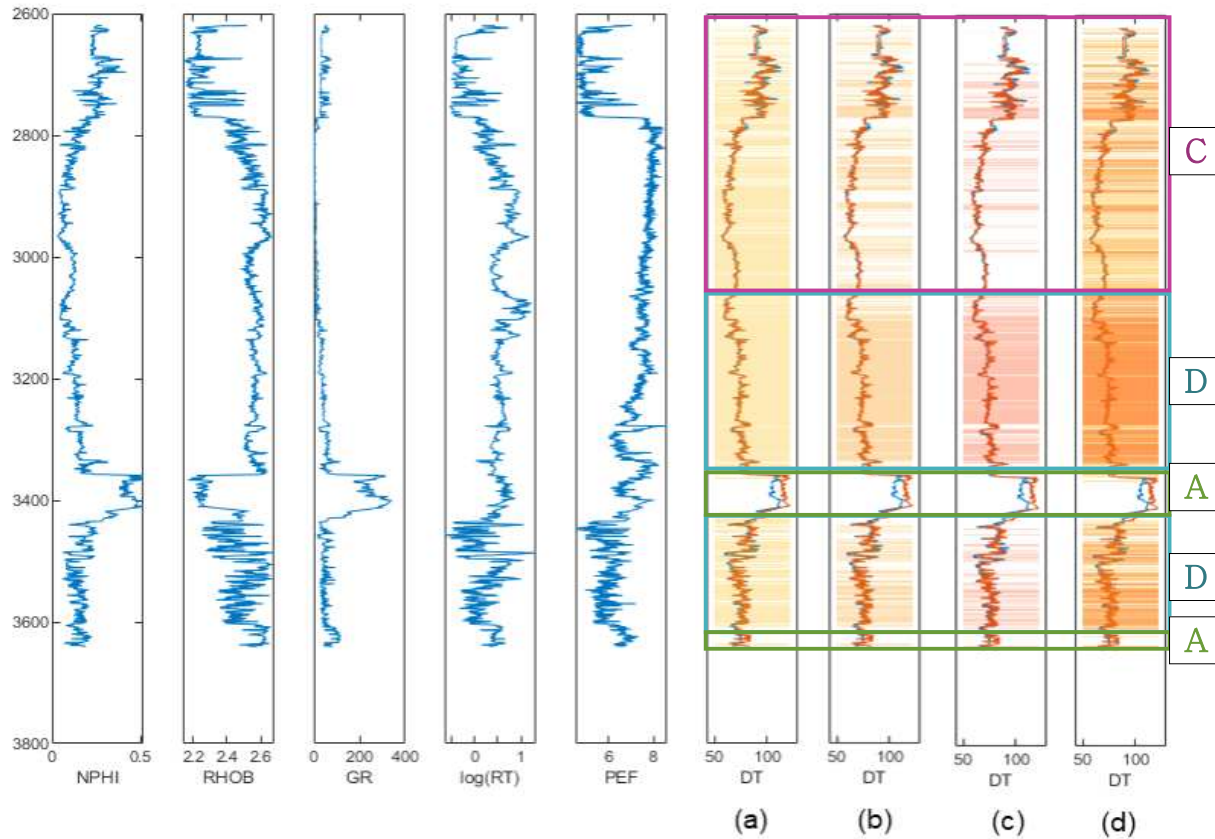 2600
2800
3000
3200
3400
3600
3800
0 0.5
NPHI
2.2 2.4 2.6
RHOB
0 200 400
GR
0 1
log(RT)
6 8
PEF
50 100
DT
(a)
50 100
DT
(b)
50 100
DT
(c)
50 100
DT
(d)
C
D
A
D
A